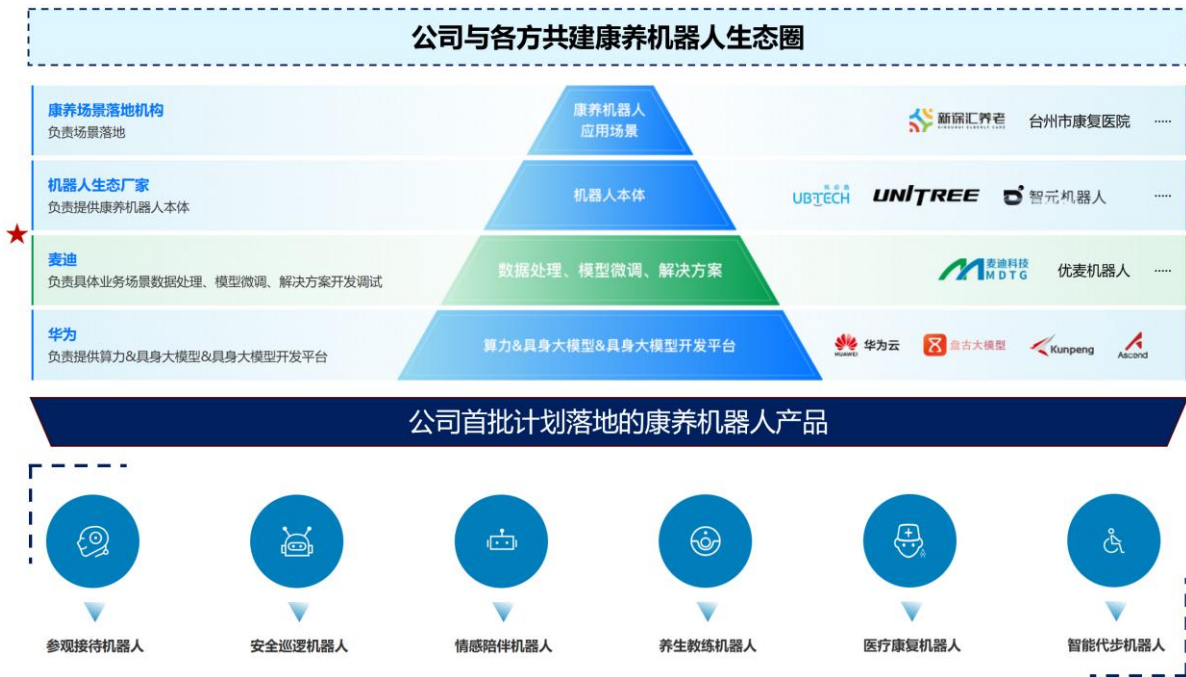 公司与各方共建康养机器人生态圈
康养场景落地机构
负责场景落地
康养机器人
应用场景
新徐汇养老
台州市康复医院
·····
机器人生态厂家
负责提供康养机器人本体
机器人本体
优必选
UBTECH
UNITREE
智元机器人
·····
麦迪
负责具体业务场景数据处理、模型微调、解决方案开发调试
数据处理、模型微调、解决方案
麦迪科技
MDTG
优麦机器人
·····
华为
负责提供算力&具身大模型&具身大模型开发平台
算力&具身大模型&具身大模型开发平台
HUAWEI
华为云
盘古大模型
Kunpeng
Ascend
公司首批计划落地的康养机器人产品
参观接待机器人
安全巡逻机器人
情感陪伴机器人
养生教练机器人
医疗康复机器人
智能代步机器人